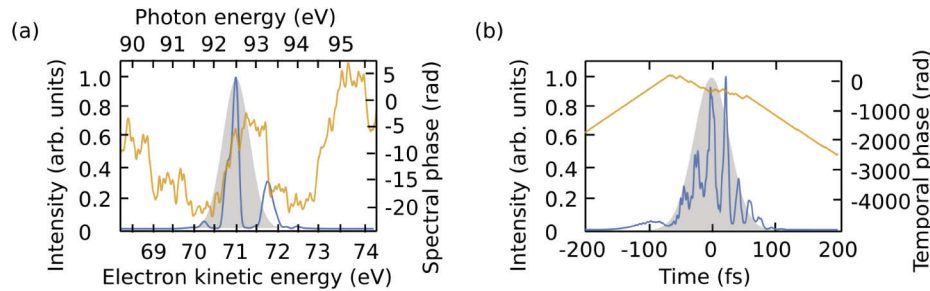 (a)
Photon energy (eV)
90 91 92 93 94 95
Intensity (arb. units)
1.0
0.8
0.6
0.4
0.2
0
5
0
-5
-10
-15
-20
Spectral phase (rad)
69 70 71 72 73 74
Electron kinetic energy (eV)
(b)
Intensity (arb. units)
1.0
0.8
0.6
0.4
0.2
0
0
-1000
-2000
-3000
-4000
Temporal phase (rad)
-200 -100 0 100 200
Time (fs)